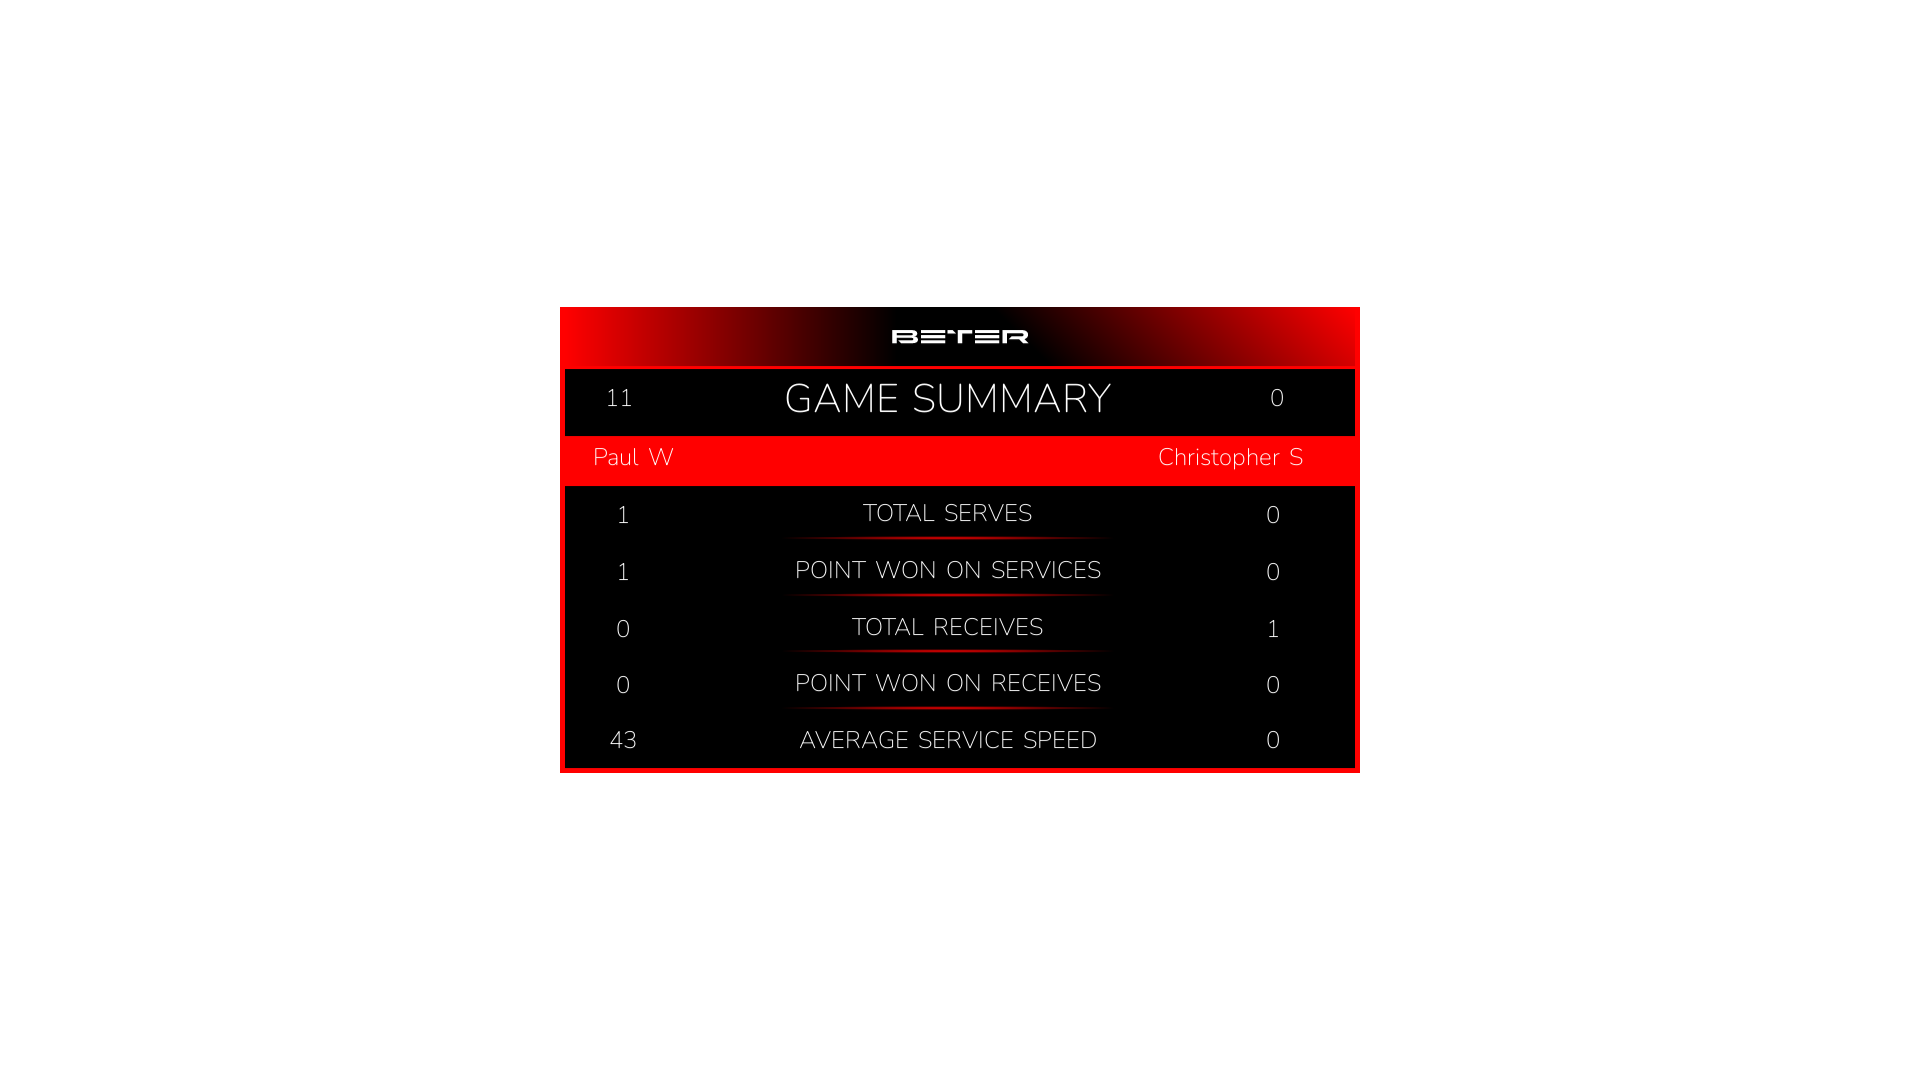 BETER
11 GAME SUMMARY 0
Paul W Christopher S
1 TOTAL SERVES 0
1 POINT WON ON SERVICES 0
0 TOTAL RECEIVES 1
0 POINT WON ON RECEIVES 0
43 AVERAGE SERVICE SPEED 0